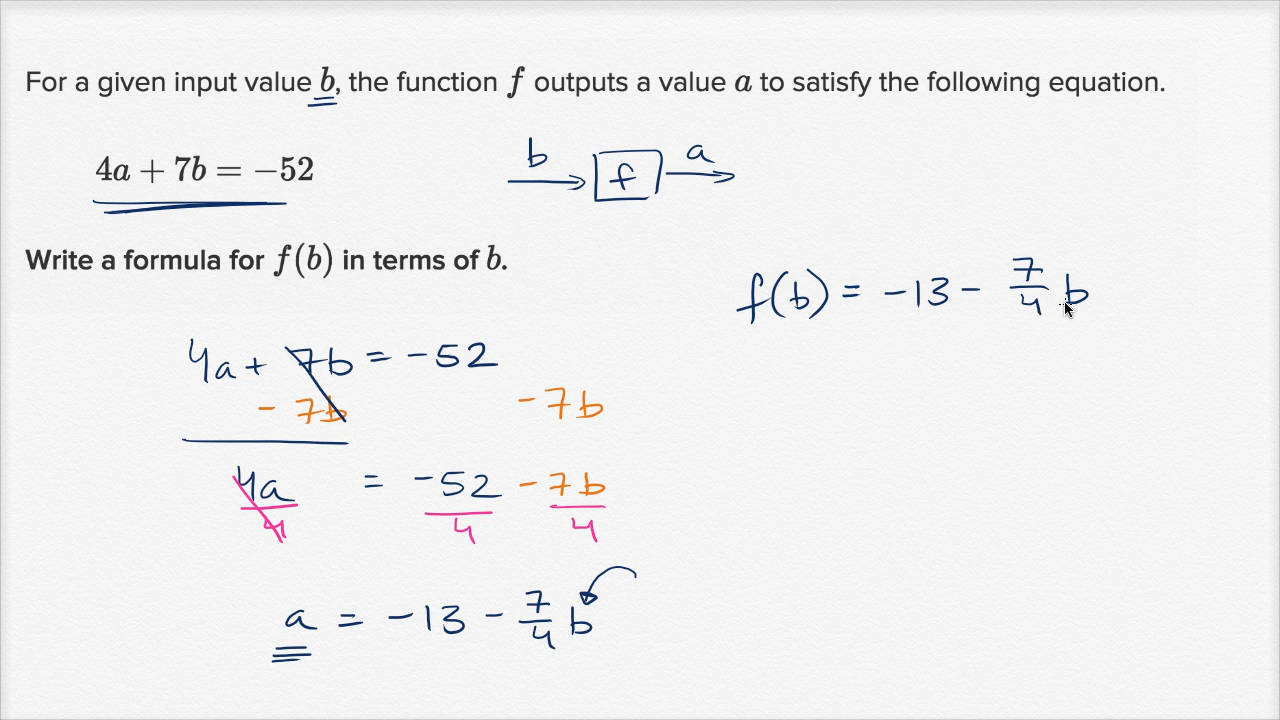 For a given input value b, the function f outputs a value a to satisfy the following equation.
b a
4a + 7b = −52 f
Write a formula for f(b) in terms of b.
f(b) = -13 - 7/4 b
4a + 7b = -52
- 7b - 7b
4a = -52 - 7b
4 4 4
a = -13 - 7/4 b